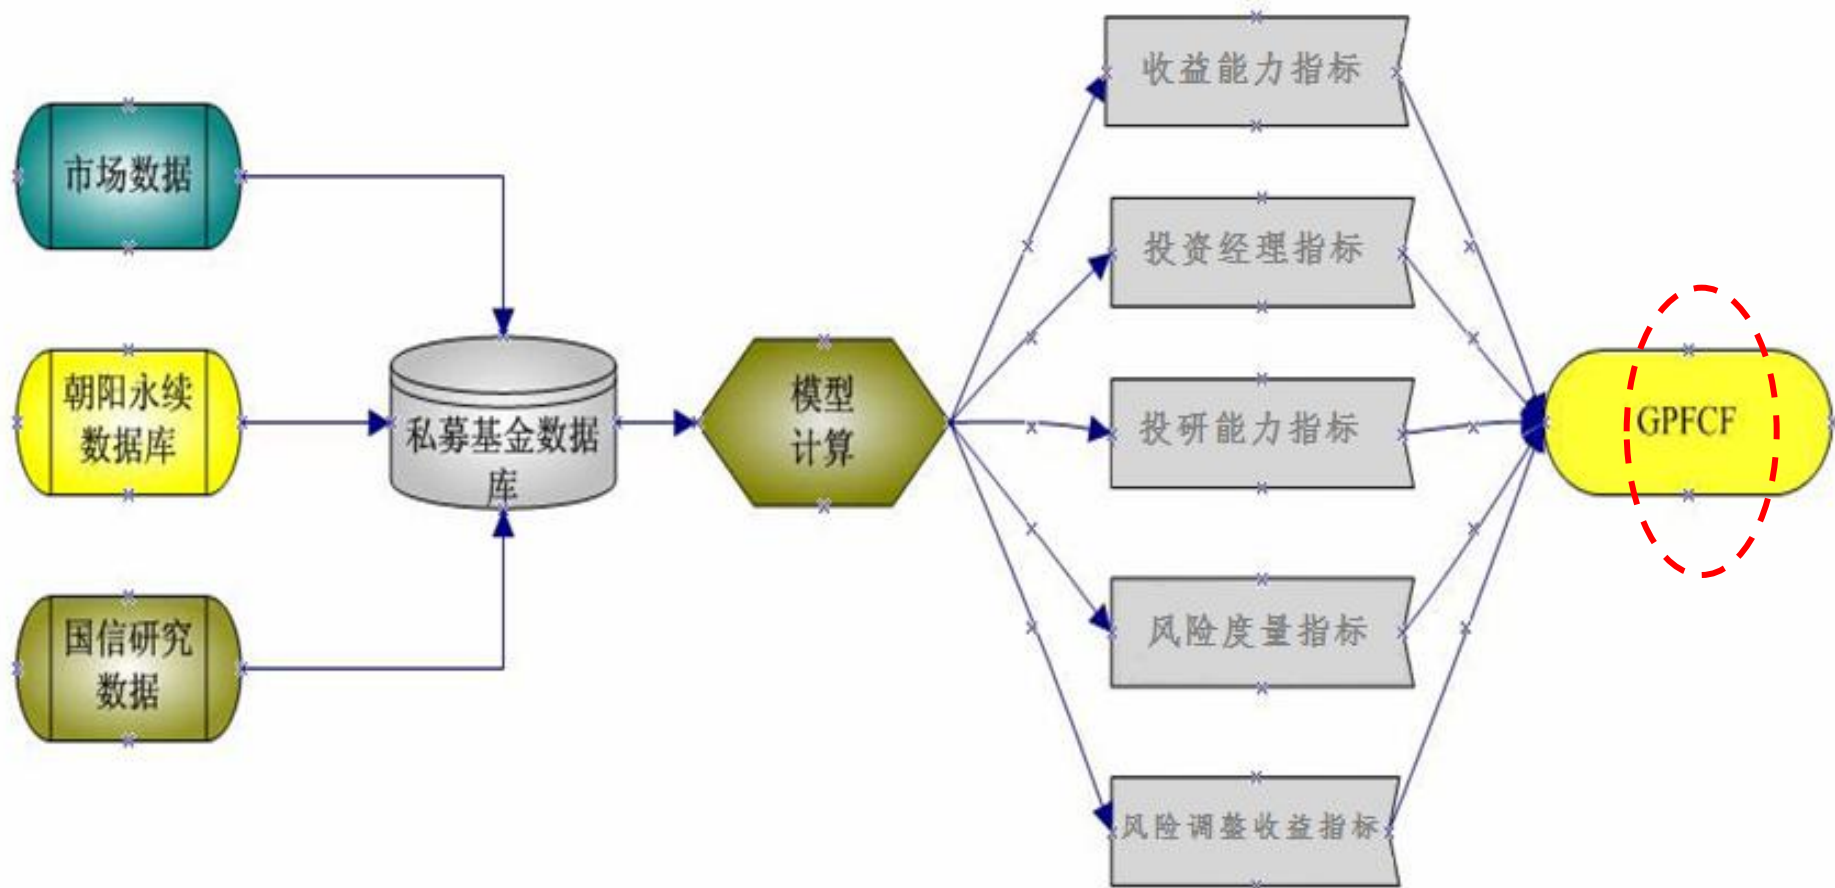 市场数据
朝阳永续
数据库
国信研究
数据
私募基金数据
库
模型
计算
收益能力指标
投资经理指标
投研能力指标
风险度量指标
风险调整收益指标
GPFCF